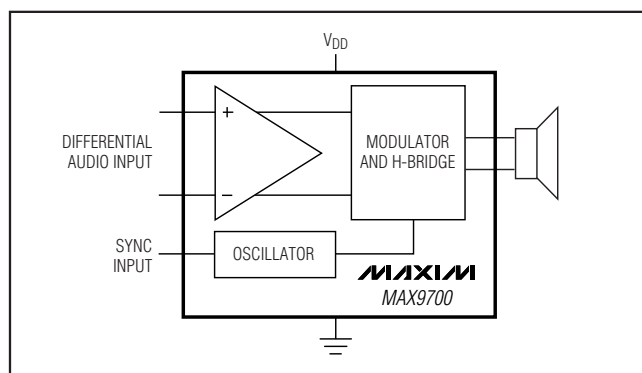 VDD
+
DIFFERENTIAL
AUDIO INPUT
−
MODULATOR
AND H-BRIDGE
SYNC
INPUT
OSCILLATOR
MAXIM
MAX9700